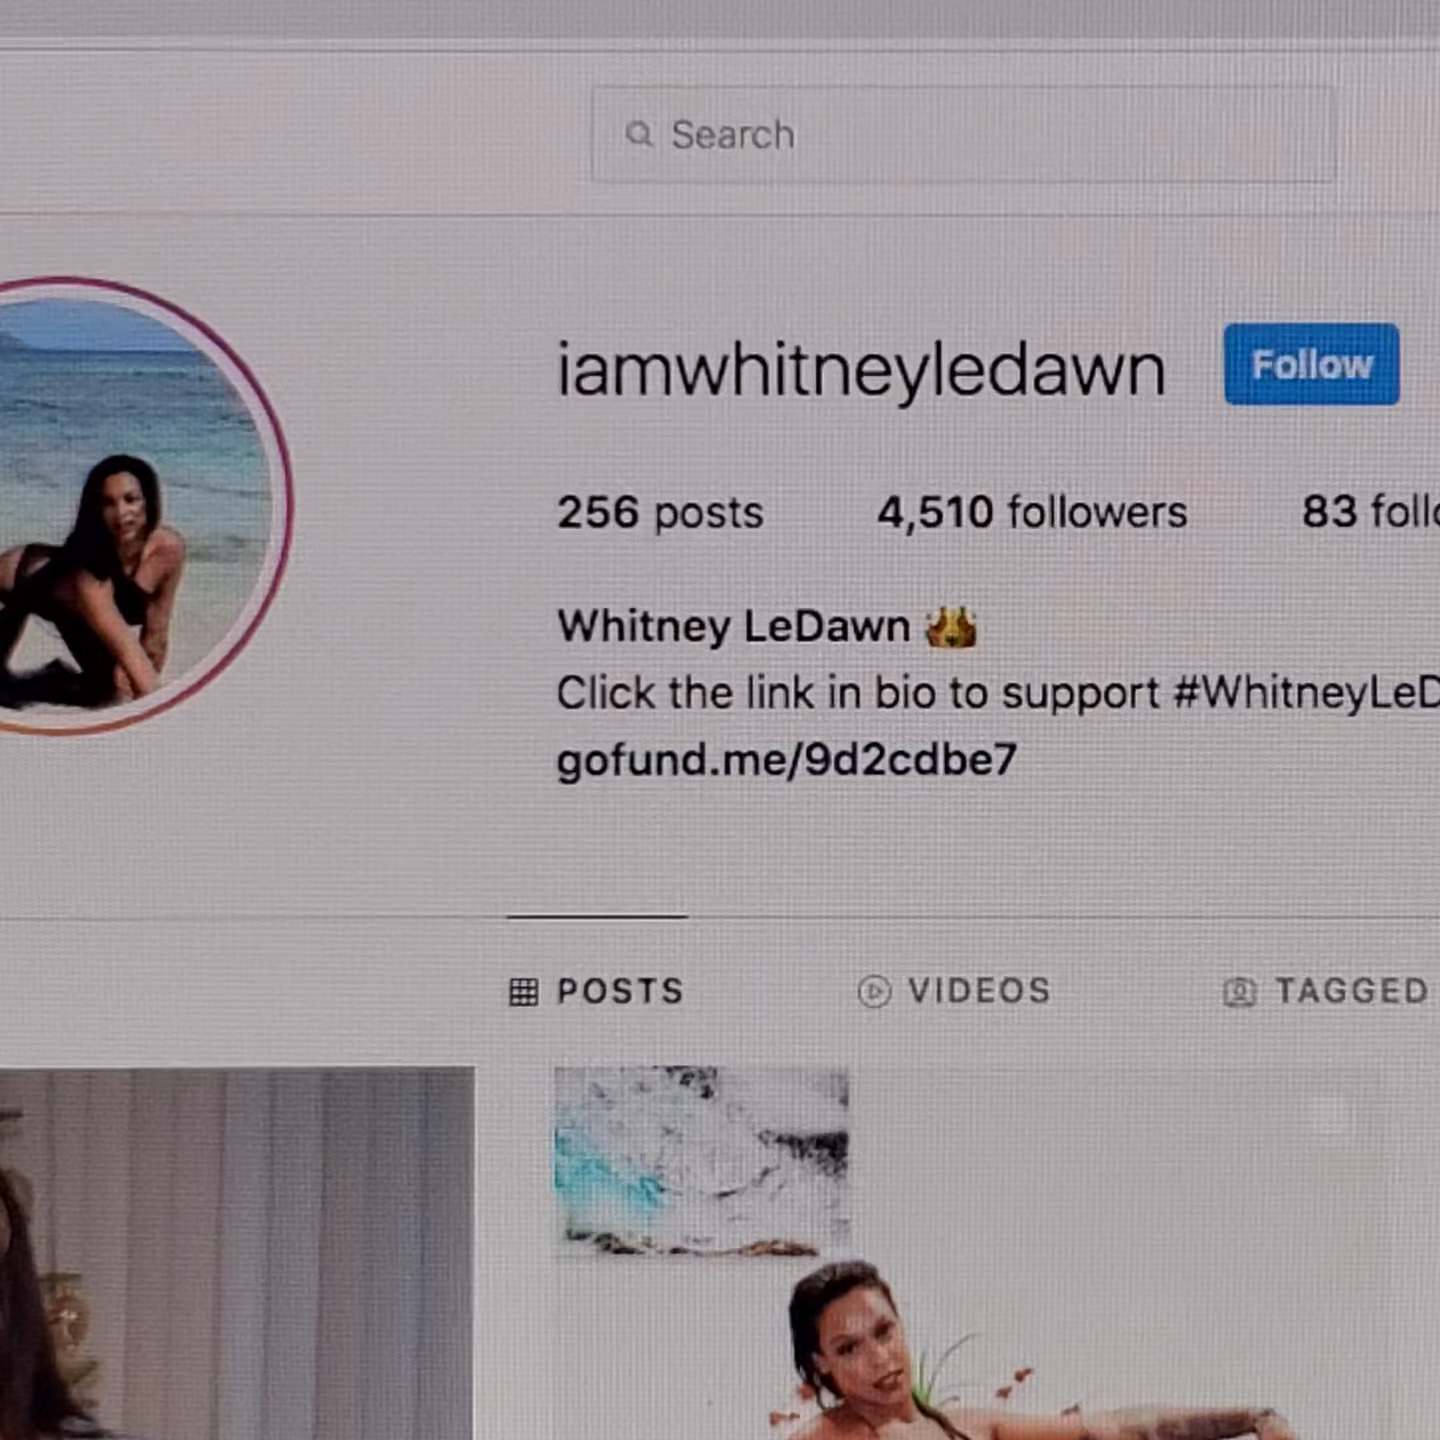 Search
iamwhitneyledawn Follow
256 posts 4,510 followers 83 follo
Whitney LeDawn 👑
Click the link in bio to support #WhitneyLeD
gofund.me/9d2cdbe7
POSTS VIDEOS TAGGED